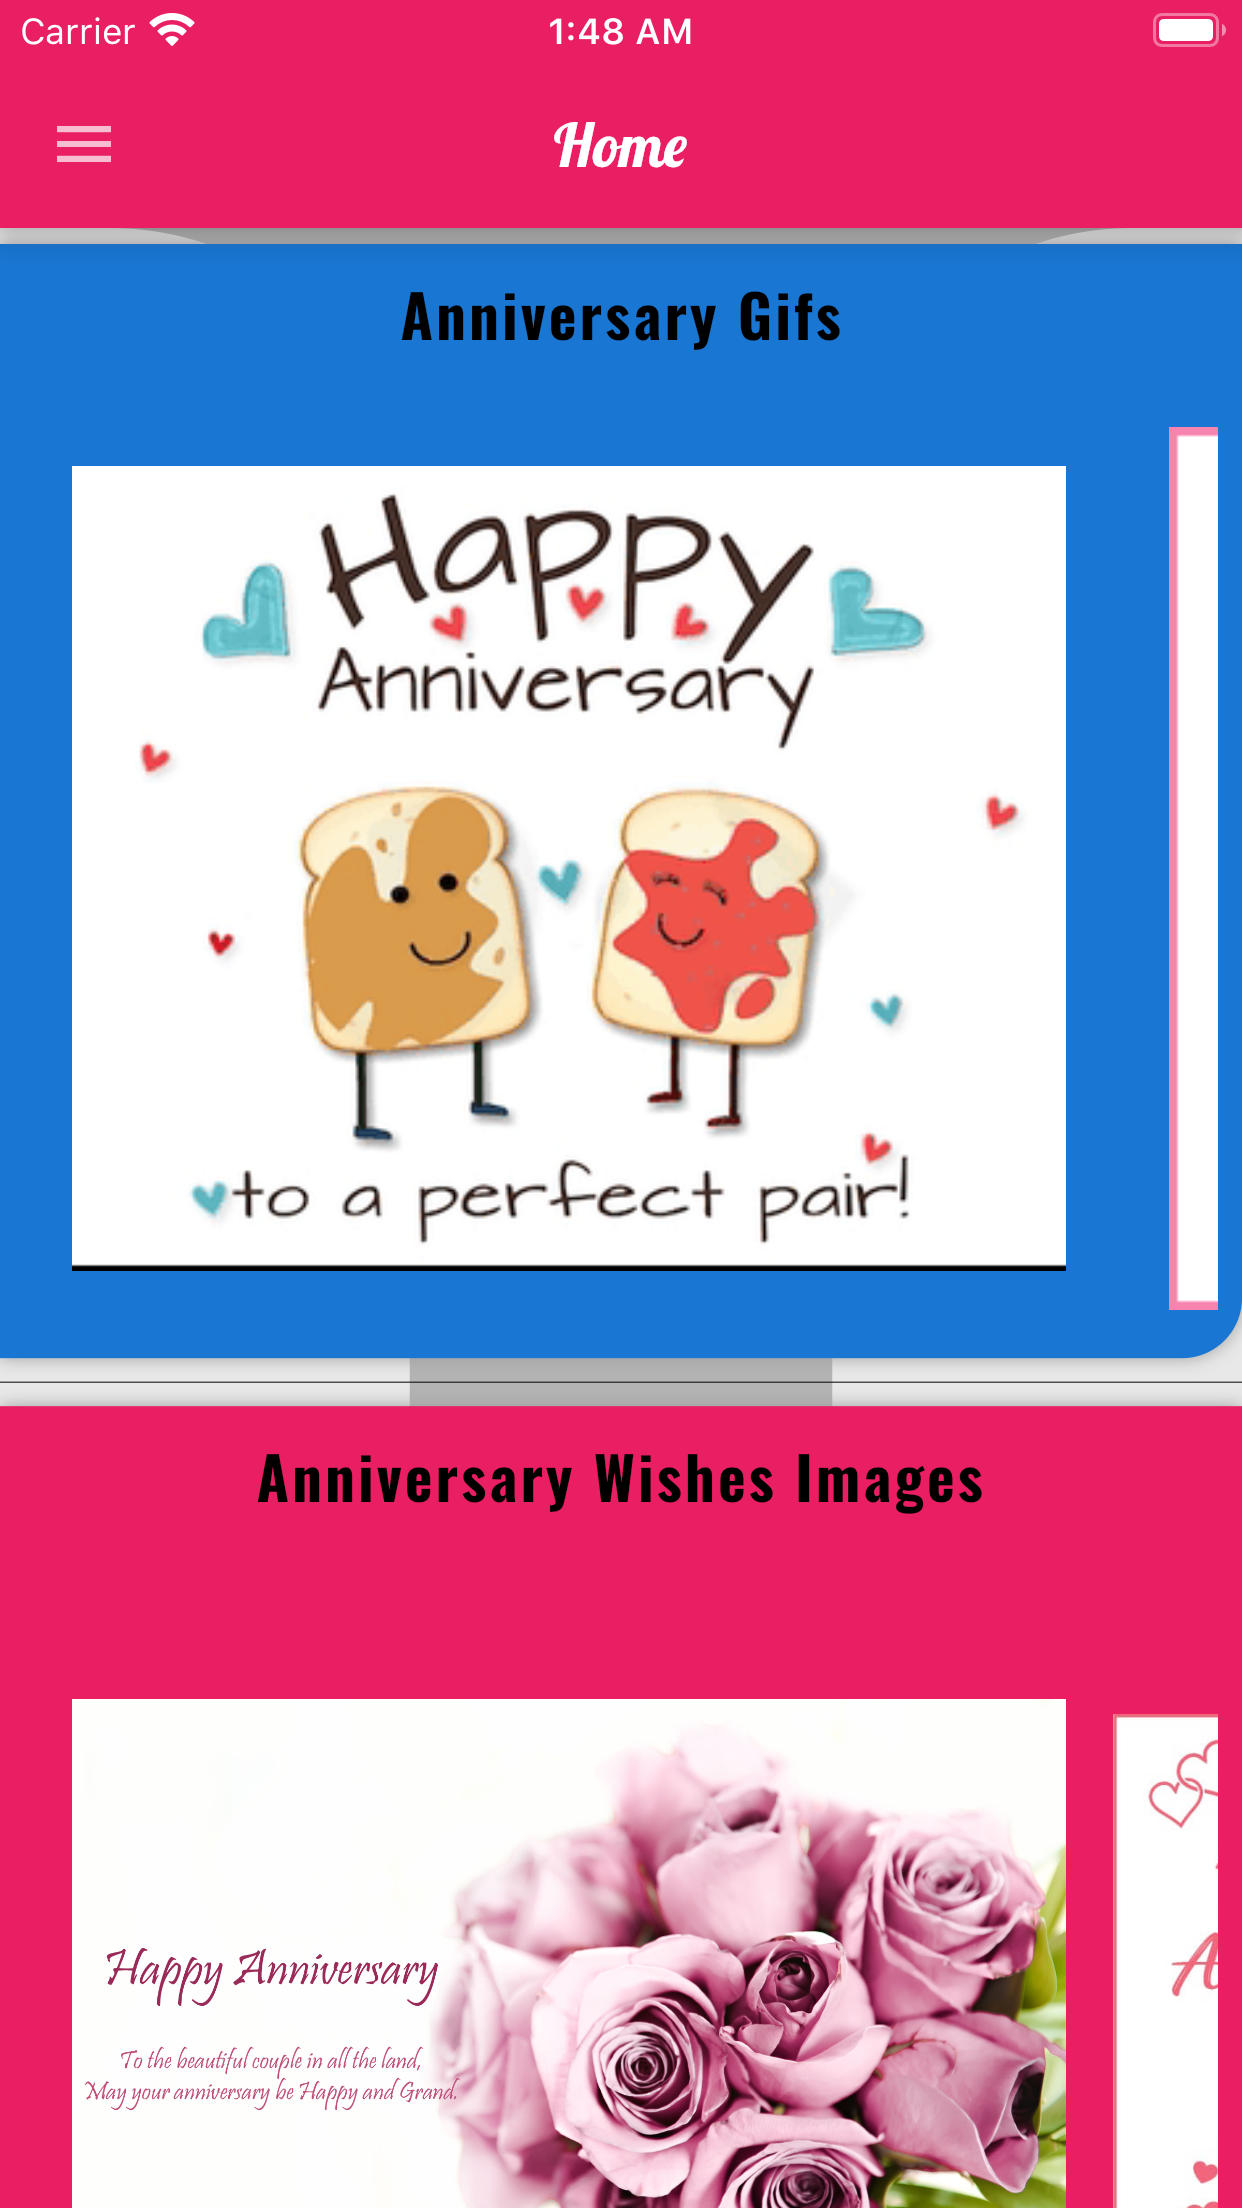 Carrier 1:48 AM
Home
Anniversary Gifs
Happy
Anniversary
to a perfect pair!
Anniversary Wishes Images
Happy Anniversary
To the beautiful couple in all the land,
May your anniversary be Happy and Grand.
A